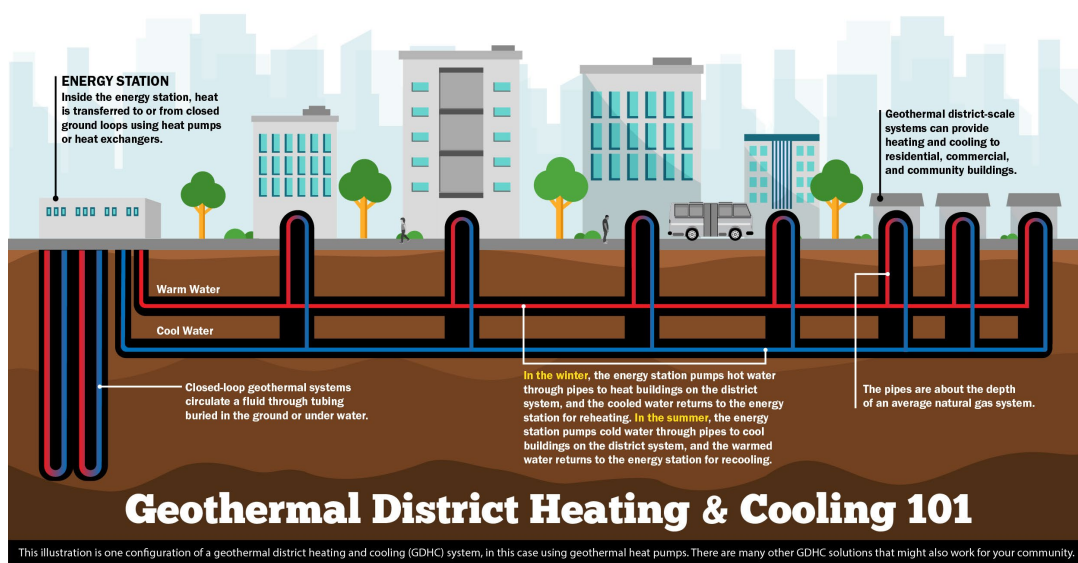 ENERGY STATION
Inside the energy station, heat
is transferred to or from closed
ground loops using heat pumps
or heat exchangers.
Geothermal district-scale
systems can provide
heating and cooling to
residential, commercial,
and community buildings.
Warm Water
Cool Water
Closed-loop geothermal systems
circulate a fluid through tubing
buried in the ground or under water.
In the winter, the energy station pumps hot water
through pipes to heat buildings on the district
system, and the cooled water returns to the energy
station for reheating. In the summer, the energy
station pumps cold water through pipes to cool
buildings on the district system, and the warmed
water returns to the energy station for recooling.
The pipes are about the depth
of an average natural gas system.
Geothermal District Heating & Cooling 101
This illustration is one configuration of a geothermal district heating and cooling (GDHC) system, in this case using geothermal heat pumps. There are many other GDHC solutions that might also work for your community.